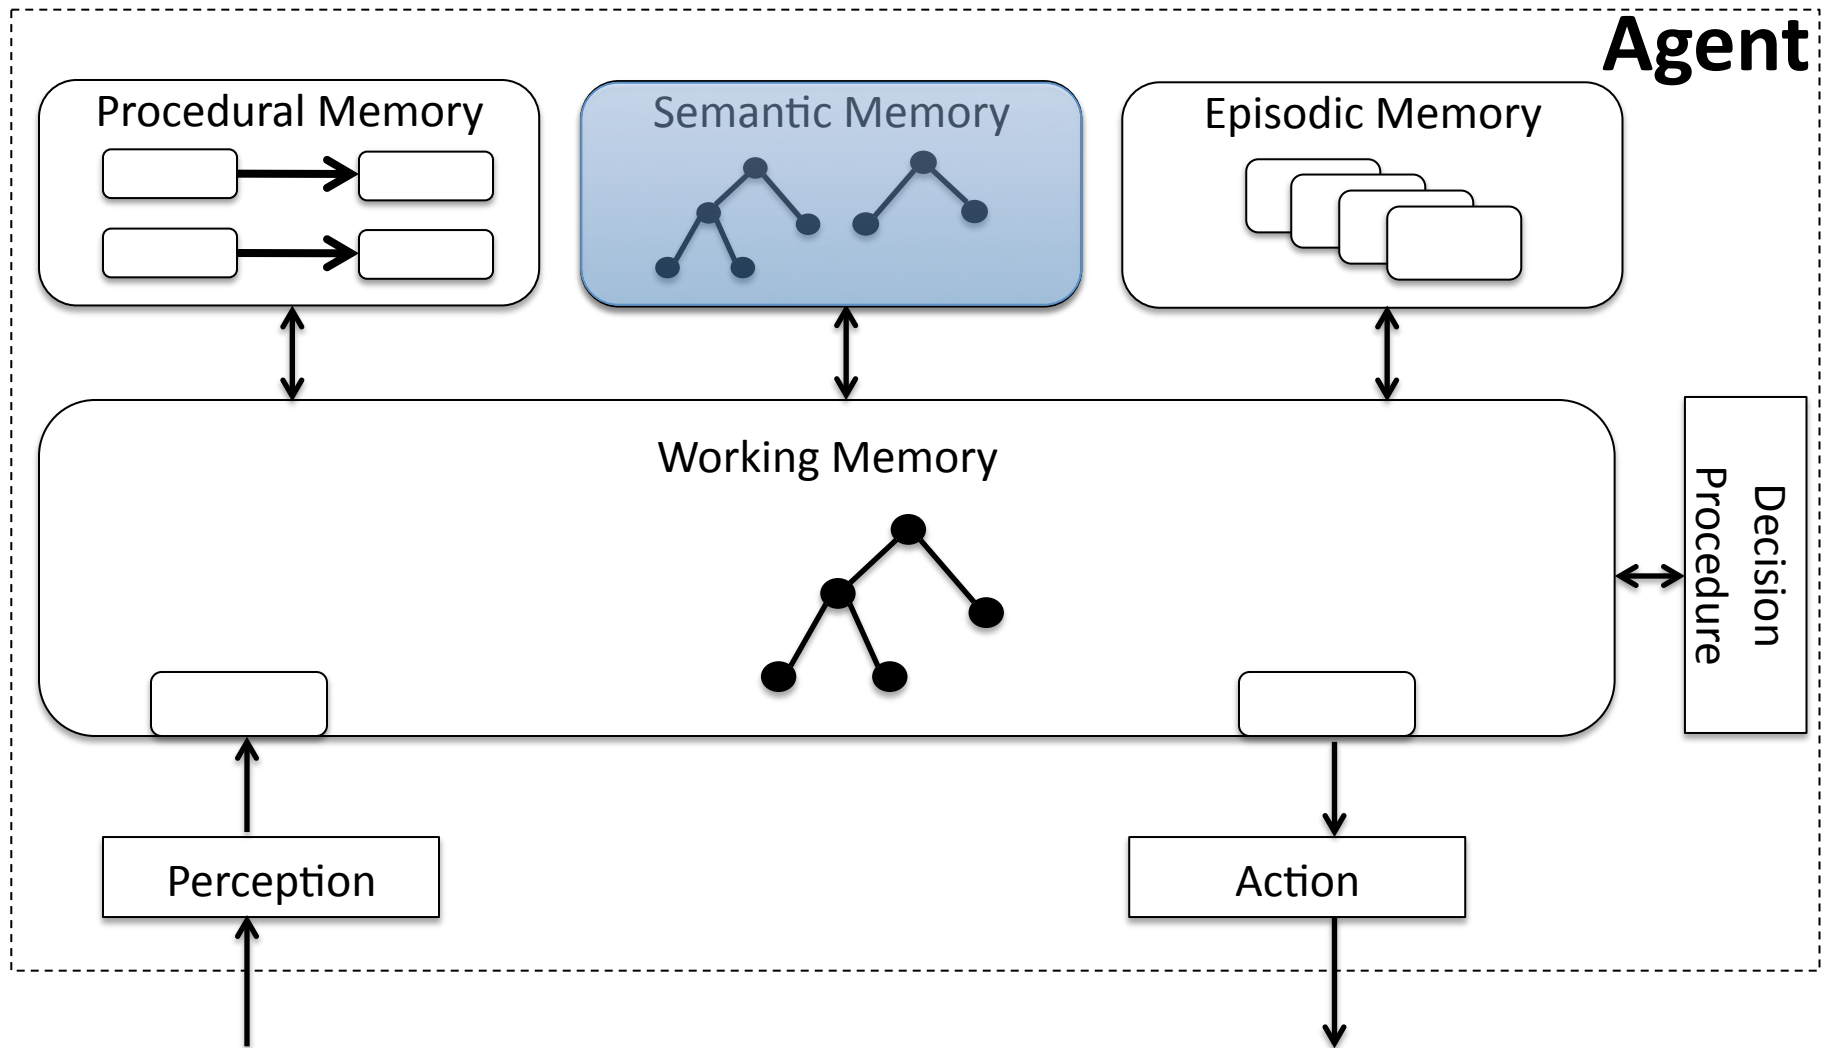 Agent
Procedural Memory
Semantic Memory
Episodic Memory
Working Memory
Decision
Procedure
Perception
Action